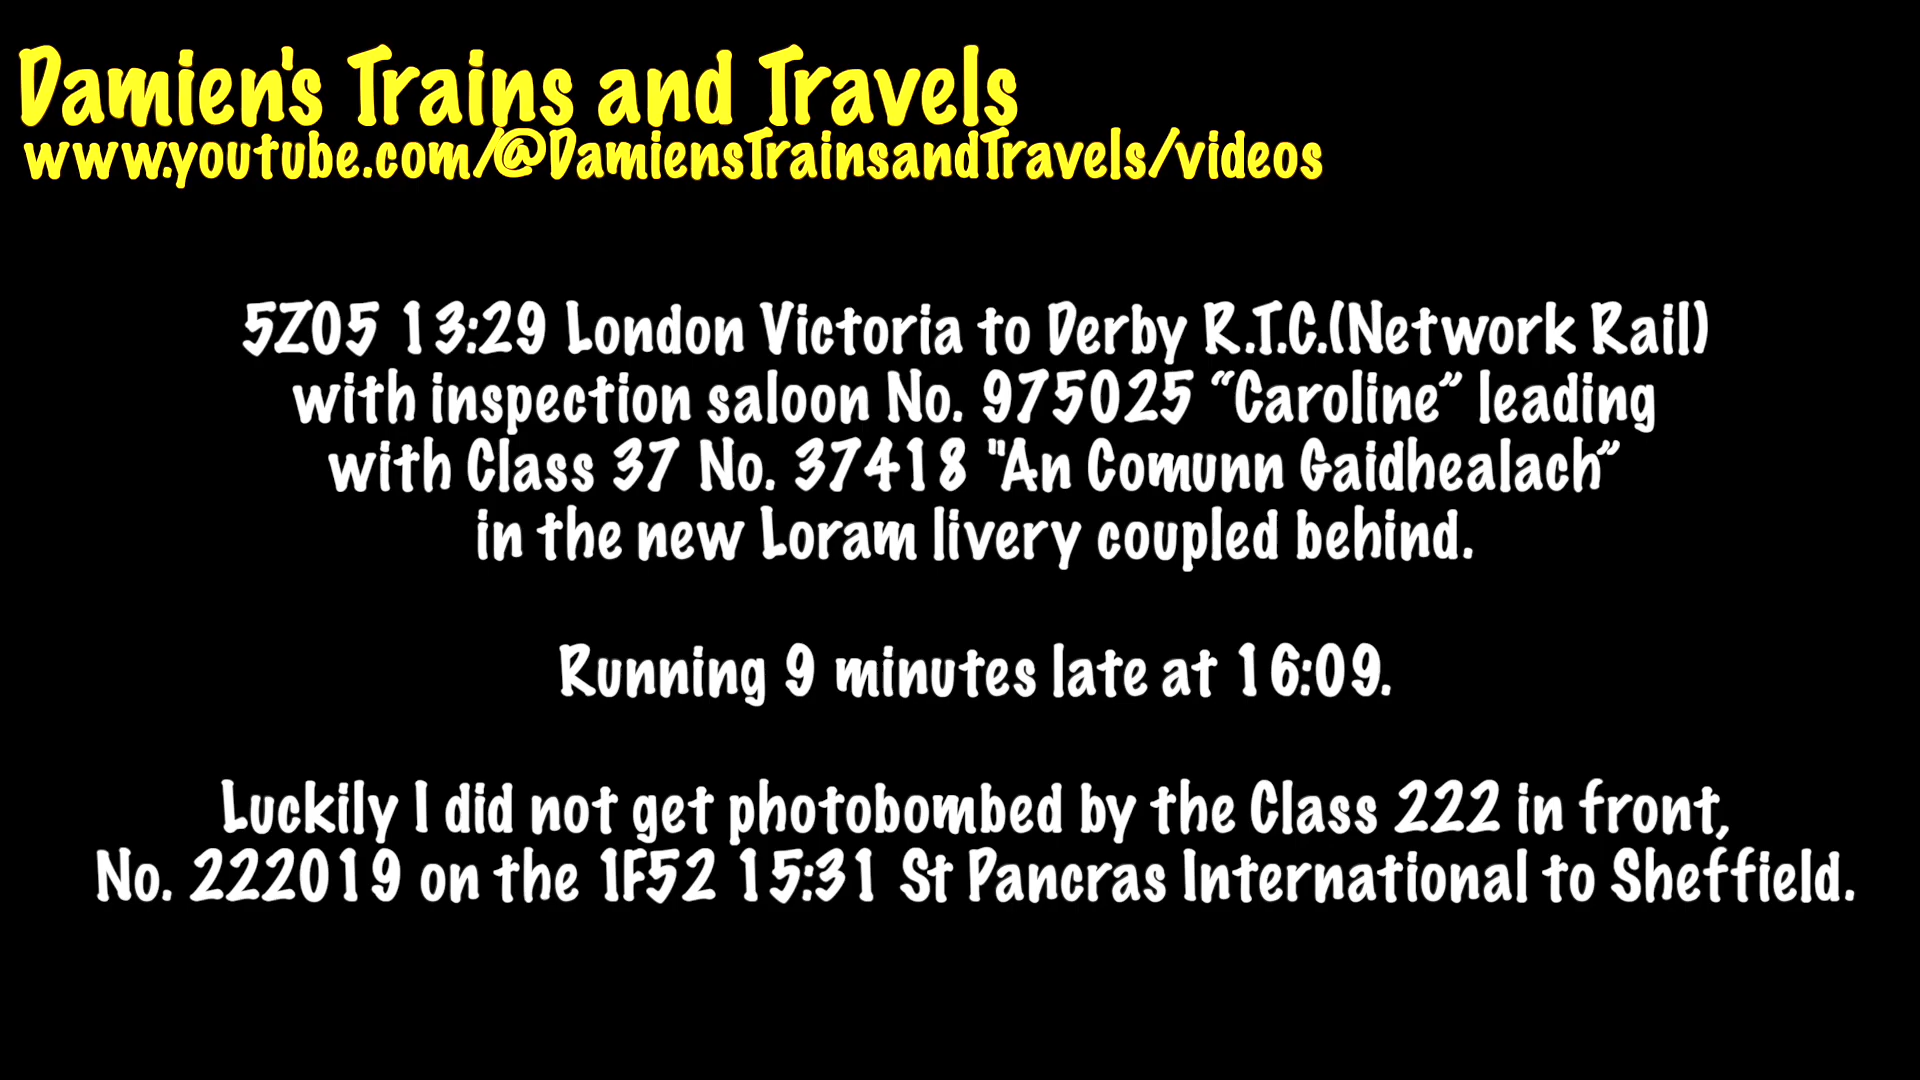 Damien's Trains and Travels
www.youtube.com/@DamiensTrainsandTravels/videos
5Z05 13:29 London Victoria to Derby R.T.C.(Network Rail)
with inspection saloon No. 975025 “Caroline” leading
with Class 37 No. 37418 "An Comunn Gaidhealach”
in the new Loram livery coupled behind.
Running 9 minutes late at 16:09.
Luckily I did not get photobombed by the Class 222 in front,
No. 222019 on the 1F52 15:31 St Pancras International to Sheffield.